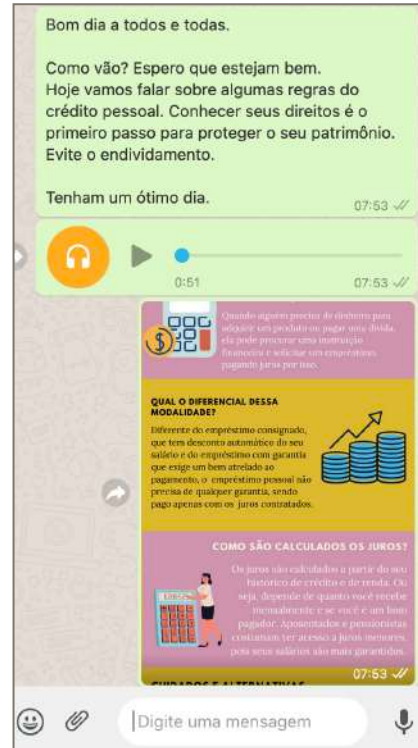 Bom dia a todos e todas.
Como vão? Espero que estejam bem.
Hoje vamos falar sobre algumas regras do
crédito pessoal. Conhecer seus direitos é o
primeiro passo para proteger o seu patrimônio.
Evite o endividamento.
Tenham um ótimo dia.
07:53
0:51
07:53
Quando alguém precisa de dinheiro para
adquirir um produto ou pagar uma dívida,
ela pode procurar uma instituição
financeira e solicitar um empréstimo,
pagando juros por isso.
QUAL O DIFERENCIAL DESSA
MODALIDADE?
Diferente do empréstimo consignado,
que tem desconto automático do seu
salário e do empréstimo com garantia
que exige um bem atrelado ao
pagamento, o empréstimo pessoal não
precisa de qualquer garantia, sendo
pago apenas com os juros contratados.
COMO SÃO CALCULADOS OS JUROS?
Os juros são calculados a partir do seu
histórico de crédito e de renda. Ou
seja, depende de quanto você recebe
mensalmente e se você é um bom
pagador. Aposentados e pensionistas
costumam ter acesso a juros menores,
pois seus salários são mais garantidos.
07:53
CUIDADOS E ALTERNATIVAS
Digite uma mensagem